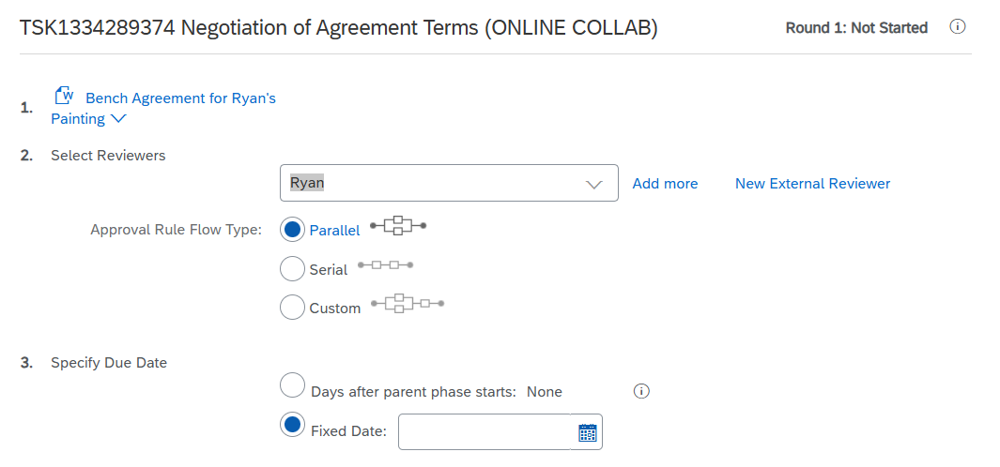 TSK1334289374 Negotiation of Agreement Terms (ONLINE COLLAB)
Round 1: Not Started
1. Bench Agreement for Ryan's
Painting
2. Select Reviewers
Ryan
Add more
New External Reviewer
Approval Rule Flow Type:
Parallel
Serial
Custom
3. Specify Due Date
Days after parent phase starts: None
Fixed Date: